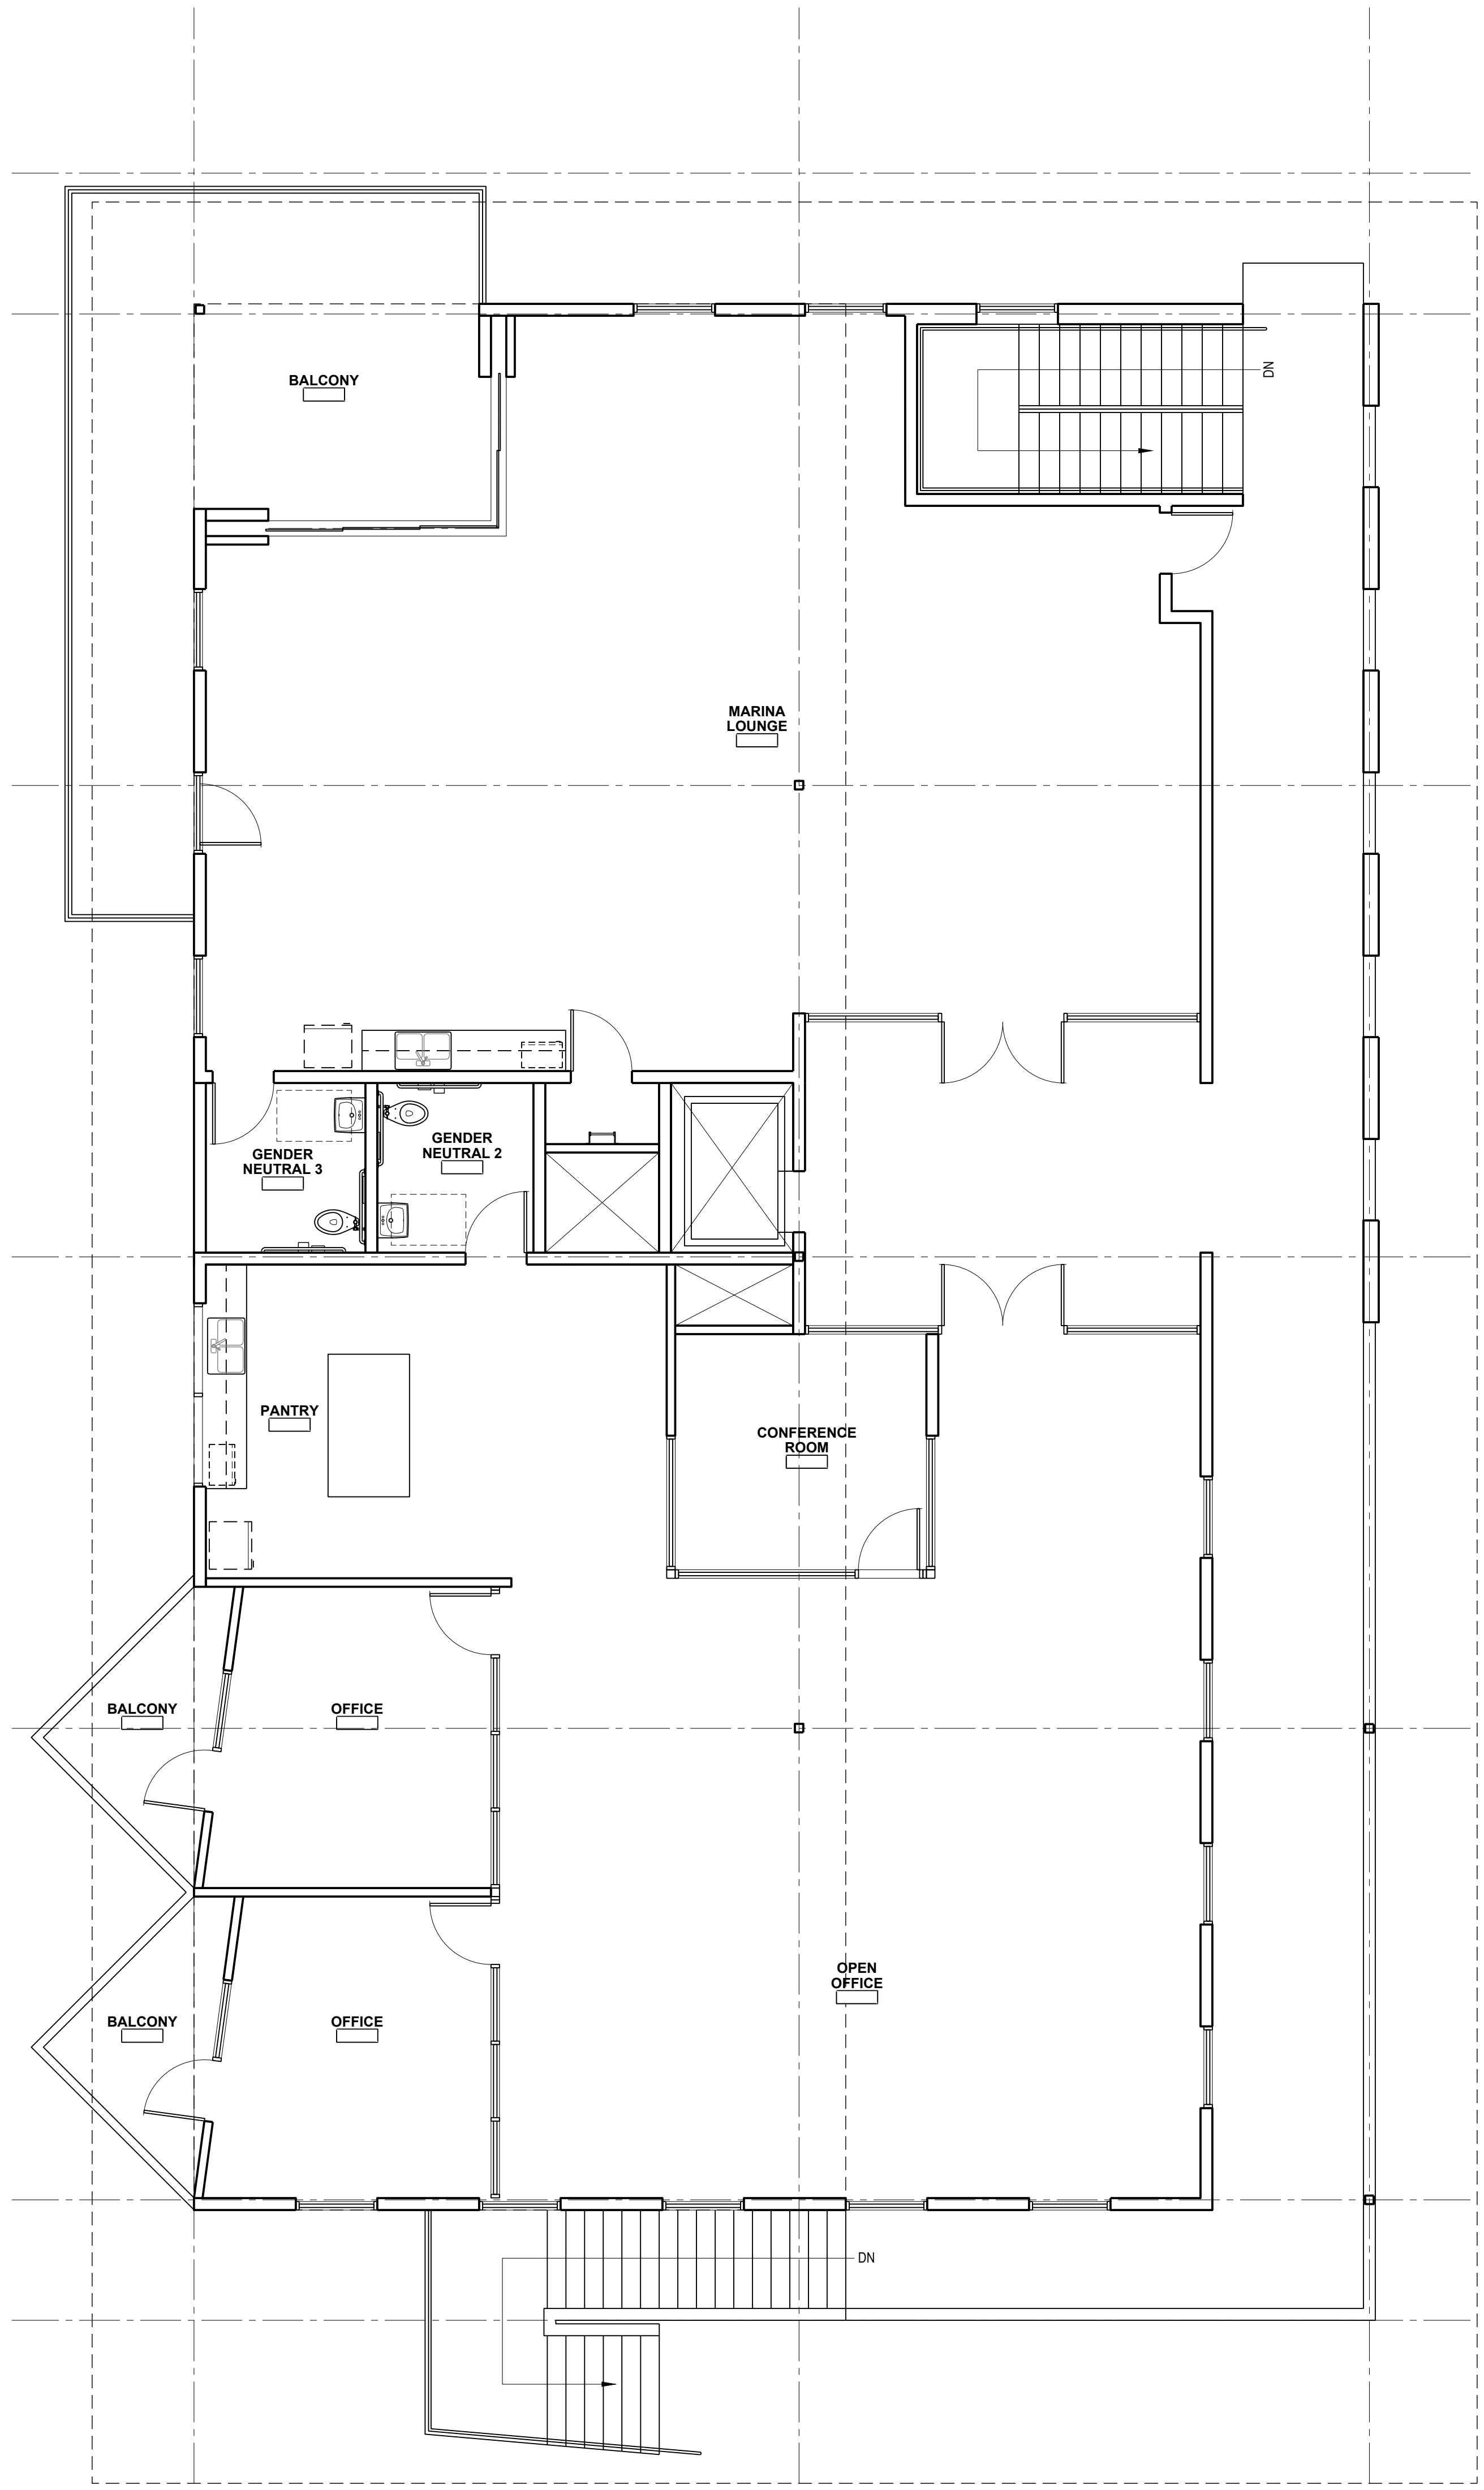 BALCONY
DN
MARINA
LOUNGE
GENDER
NEUTRAL 3
GENDER
NEUTRAL 2
PANTRY
CONFERENCE
ROOM
BALCONY
OFFICE
OPEN
OFFICE
BALCONY
OFFICE
DN